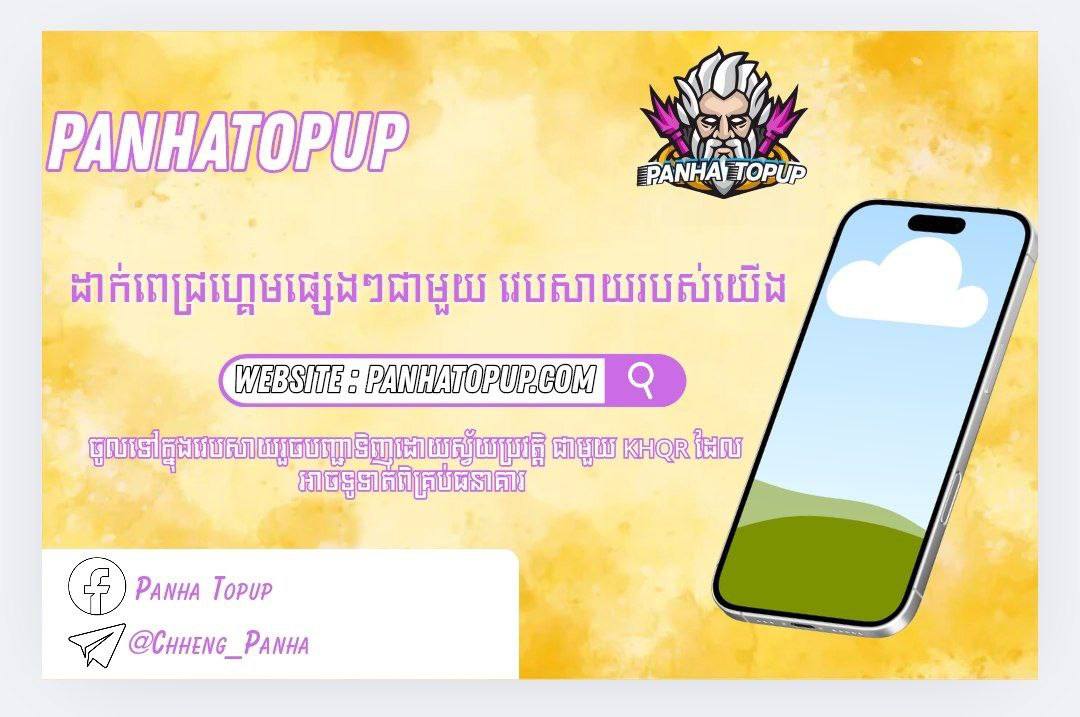 PANHATOPUP
PANHA TOPUP
ដាក់ពេជ្រហ្គេមផ្សេងៗជាមួយ វេបសាយរបស់យើង
WEBSITE : PANHATOPUP.COM
ចូលទៅក្នុងវេបសាយរួចបញ្ជាទិញដោយស្វ័យប្រវត្តិ ជាមួយ KHQR ដែល
អាចទូទាត់ពីគ្រប់ធនាគារ
PANHA TOPUP
@CHHENG_PANHA